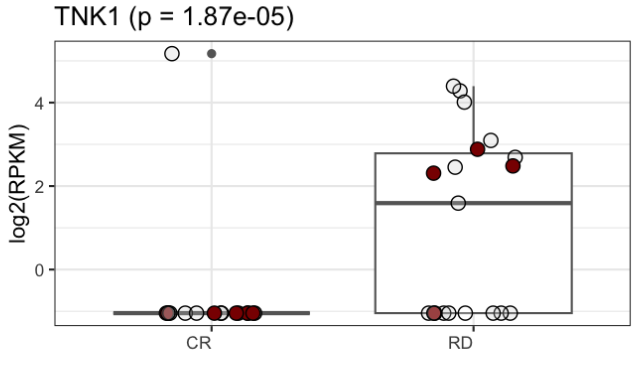 TNK1 (p = 1.87e-05)
log2(RPKM)
4
2
0
CR
RD